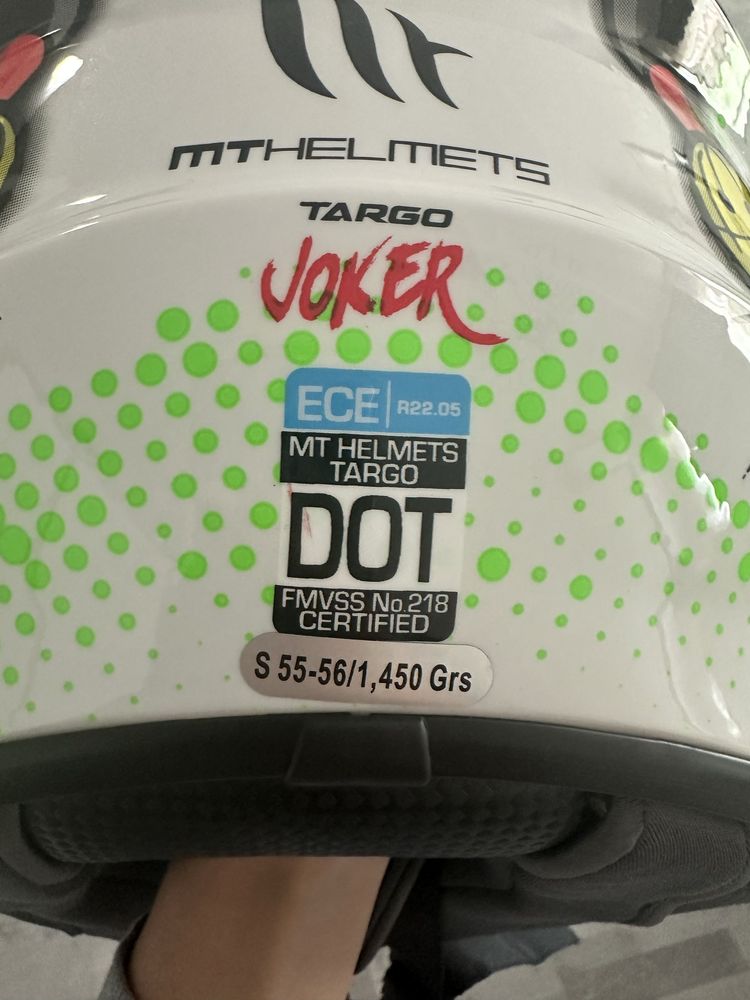 MTHELMETS
TARGO
JOKER
ECE R22.05
MT HELMETS
TARGO
DOT
FMVSS No.218
CERTIFIED
S 55-56/1,450 Grs